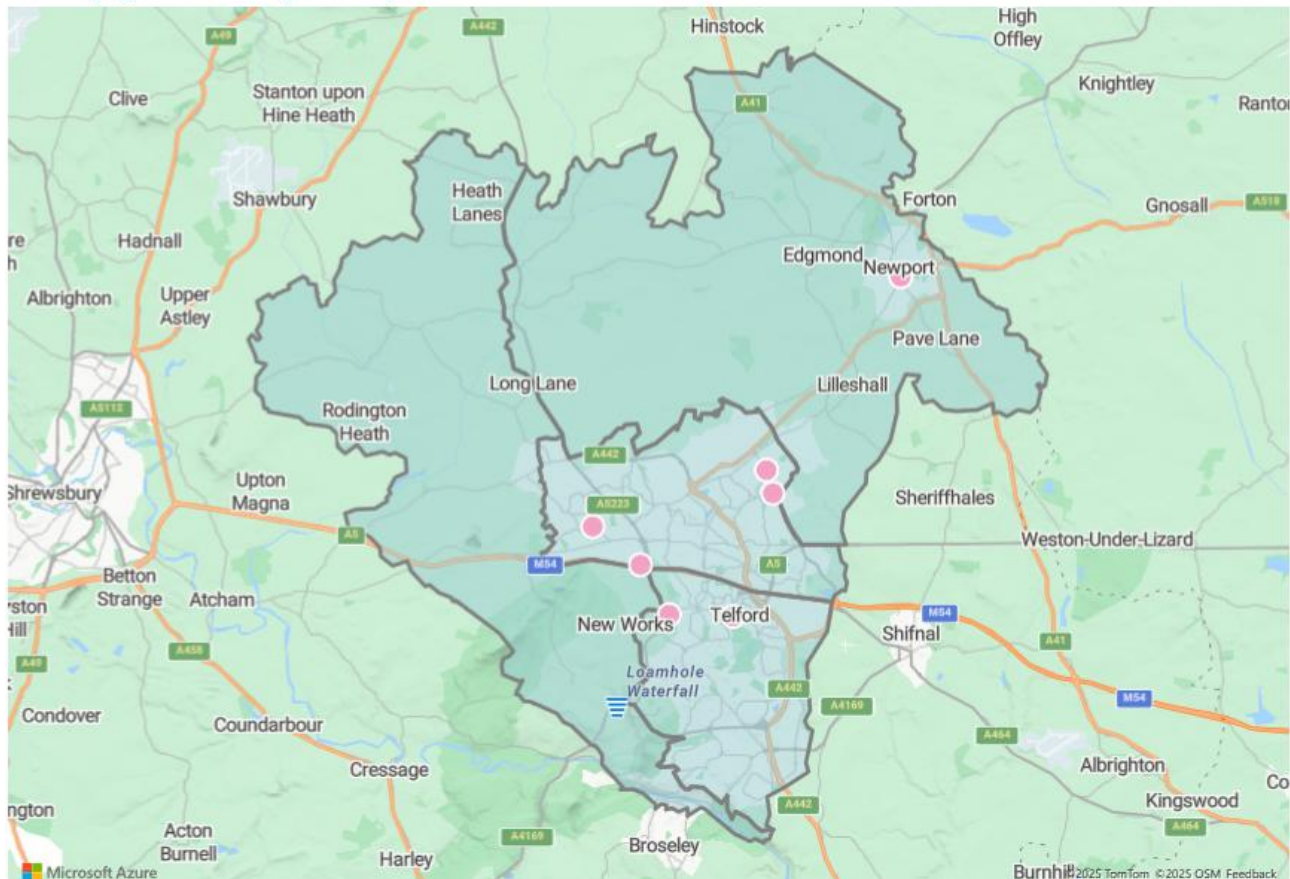 A442
High
Offley
A49
Hinstock
Knightley
Clive
Stanton upon
Hine Heath
A41
Shawbury
Heath
Lanes
Forton
Gnosall
A518
Hadnall
Edgmond
Newport
Albrighton
Upper
Astley
Pave Lane
Long Lane
Lilleshall
A5112
Rodington
Heath
A442
Shrewsbury
Upton
Magna
A5223
Sheriffhales
A5
Weston-Under-Lizard
M54
A5
Betton
Strange
Atcham
New Works
Telford
M54
Shifnal
A41
A49
A458
Loamhole
Waterfall
A442
A4169
M54
Condover
Coundarbour
A464
Cressage
Albrighton
Kingswood
A442
A464
Acton
Burnell
Harley
A4169
Broseley
Microsoft Azure
©2025 TomTom ©2025 OSM Feedback